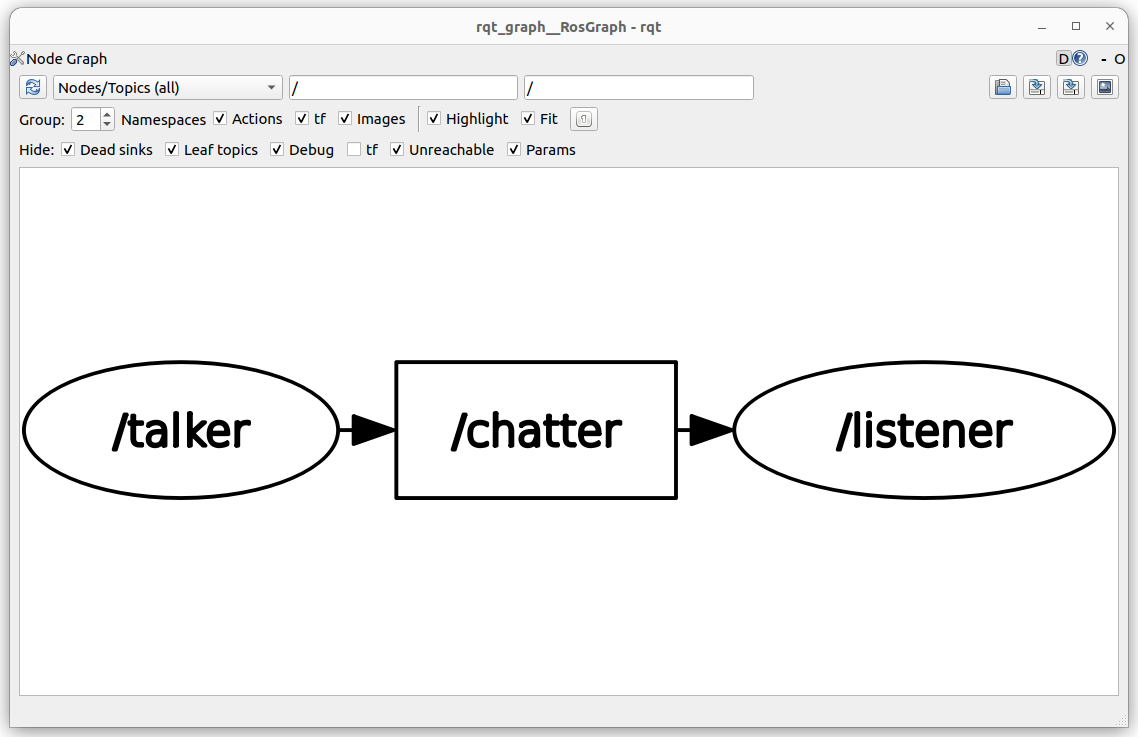 rqt_graph__RosGraph - rqt
Node Graph D ? - O
Nodes/Topics (all) / /
Group: 2 Namespaces Actions tf Images Highlight Fit
Hide: Dead sinks Leaf topics Debug tf Unreachable Params
/talker /chatter /listener